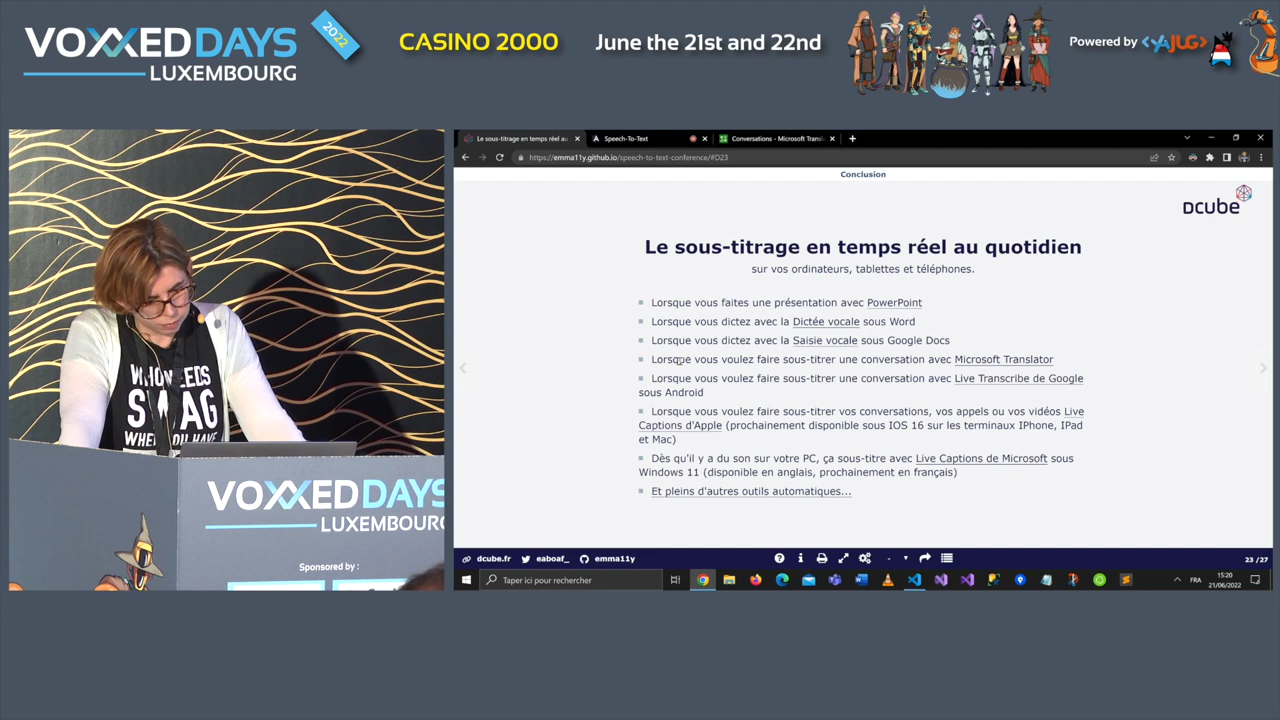 VOXXED DAYS
2022
LUXEMBOURG
CASINO 2000
June the 21st and 22nd
Powered by <YAJUG>
Le sous-titrage en temps réel au
Speech-To-Text
Conversations - Microsoft Transl
https://emma11y.github.io/speech-to-text-conference/#D23
Conclusion
DCUBE
Le sous-titrage en temps réel au quotidien
sur vos ordinateurs, tablettes et téléphones.
Lorsque vous faites une présentation avec PowerPoint
Lorsque vous dictez avec la Dictée vocale sous Word
Lorsque vous dictez avec la Saisie vocale sous Google Docs
Lorsque vous voulez faire sous-titrer une conversation avec Microsoft Translator
Lorsque vous voulez faire sous-titrer une conversation avec Live Transcribe de Google
sous Android
Lorsque vous voulez faire sous-titrer vos conversations, vos appels ou vos vidéos Live
Captions d'Apple (prochainement disponible sous IOS 16 sur les terminaux IPhone, IPad
et Mac)
Dès qu'il y a du son sur votre PC, ça sous-titre avec Live Captions de Microsoft sous
Windows 11 (disponible en anglais, prochainement en français)
Et pleins d'autres outils automatiques...
dcube.fr
eaboaf_
emma11y
23 /27
Taper ici pour rechercher
FRA
15:20
21/06/2022
WHO NEEDS
SWAG
WHEN YOU HAVE
VOXXED DAYS
LUXEMBOURG
Sponsored by :